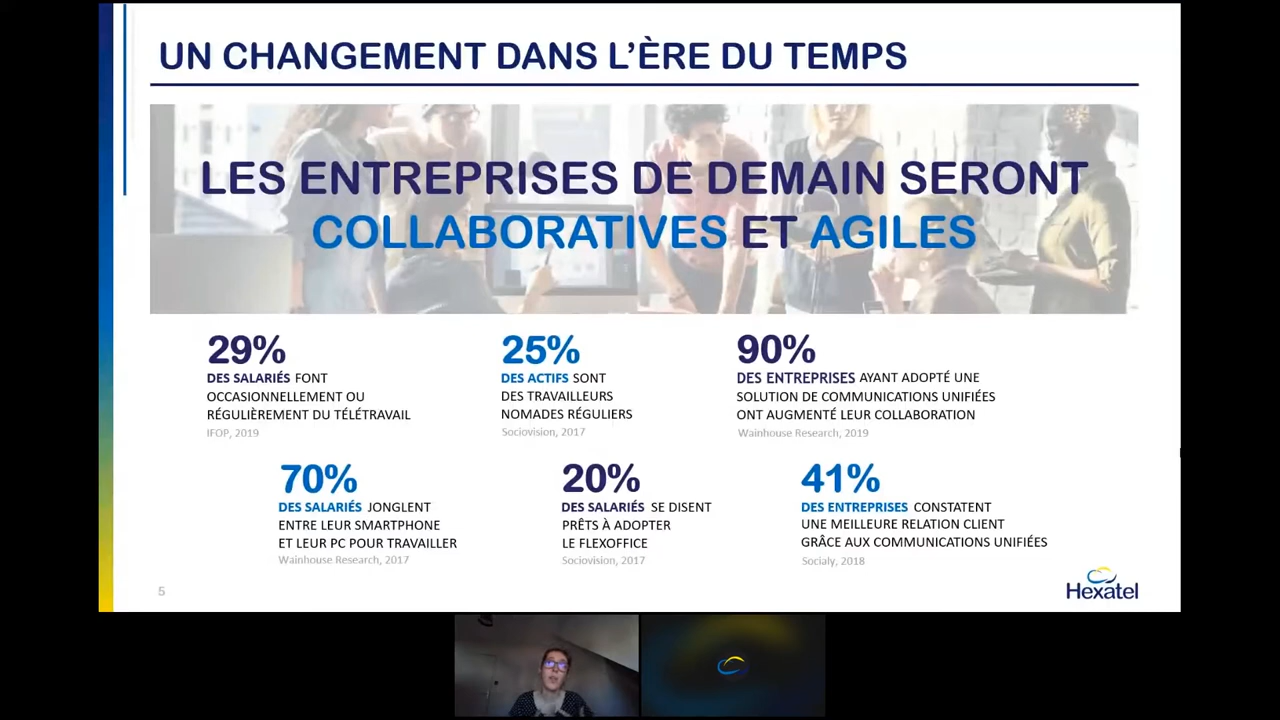 UN CHANGEMENT DANS L'ÈRE DU TEMPS
LES ENTREPRISES DE DEMAIN SERONT
COLLABORATIVES ET AGILES
29%
DES SALARIÉS FONT
OCCASIONNELLEMENT OU
RÉGULIÈREMENT DU TÉLÉTRAVAIL
IFOP, 2019
25%
DES ACTIFS SONT
DES TRAVAILLEURS
NOMADES RÉGULIERS
Sociovision, 2017
90%
DES ENTREPRISES AYANT ADOPTÉ UNE
SOLUTION DE COMMUNICATIONS UNIFIÉES
ONT AUGMENTÉ LEUR COLLABORATION
Wainhouse Research, 2019
70%
DES SALARIÉS JONGLENT
ENTRE LEUR SMARTPHONE
ET LEUR PC POUR TRAVAILLER
Wainhouse Research, 2017
20%
DES SALARIÉS SE DISENT
PRÊTS À ADOPTER
LE FLEXOFFICE
Sociovision, 2017
41%
DES ENTREPRISES CONSTATENT
UNE MEILLEURE RELATION CLIENT
GRÂCE AUX COMMUNICATIONS UNIFIÉES
Socialy, 2018
5
Hexatel